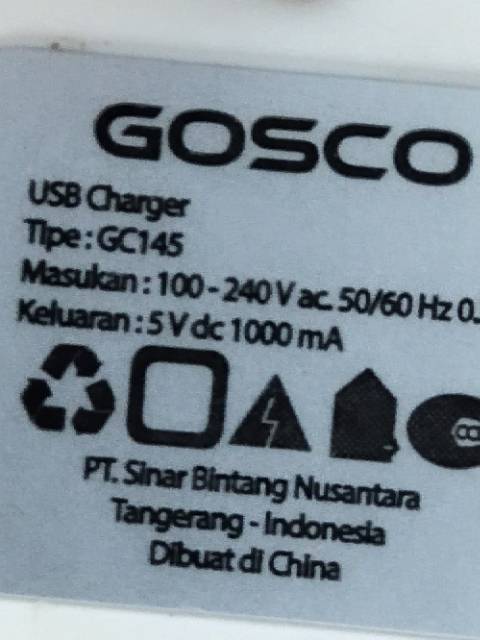 GOSCO
USB Charger
Tipe : GC145
Masukan : 100 - 240 V ac. 50/60 Hz 0.
Keluaran : 5 V dc 1000 mA
PT. Sinar Bintang Nusantara
Tangerang - Indonesia
Dibuat di China